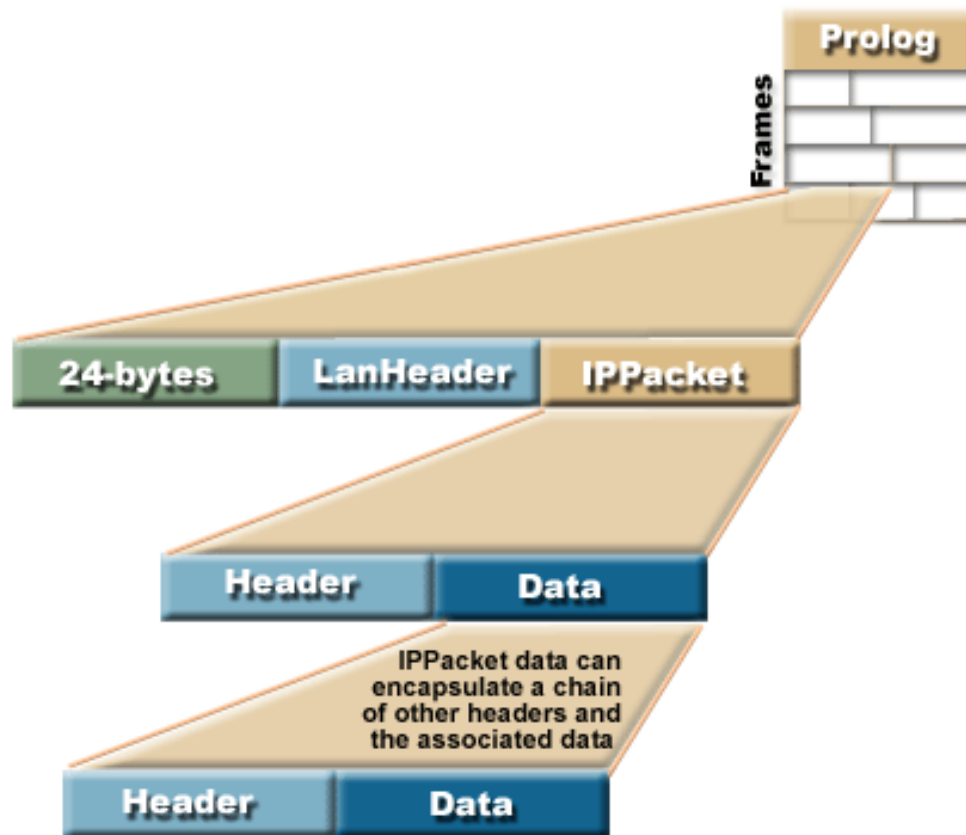 Prolog
Frames
24-bytes
LanHeader
IPPacket
Header
Data
IPPacket data can
encapsulate a chain
of other headers and
the associated data
Header
Data